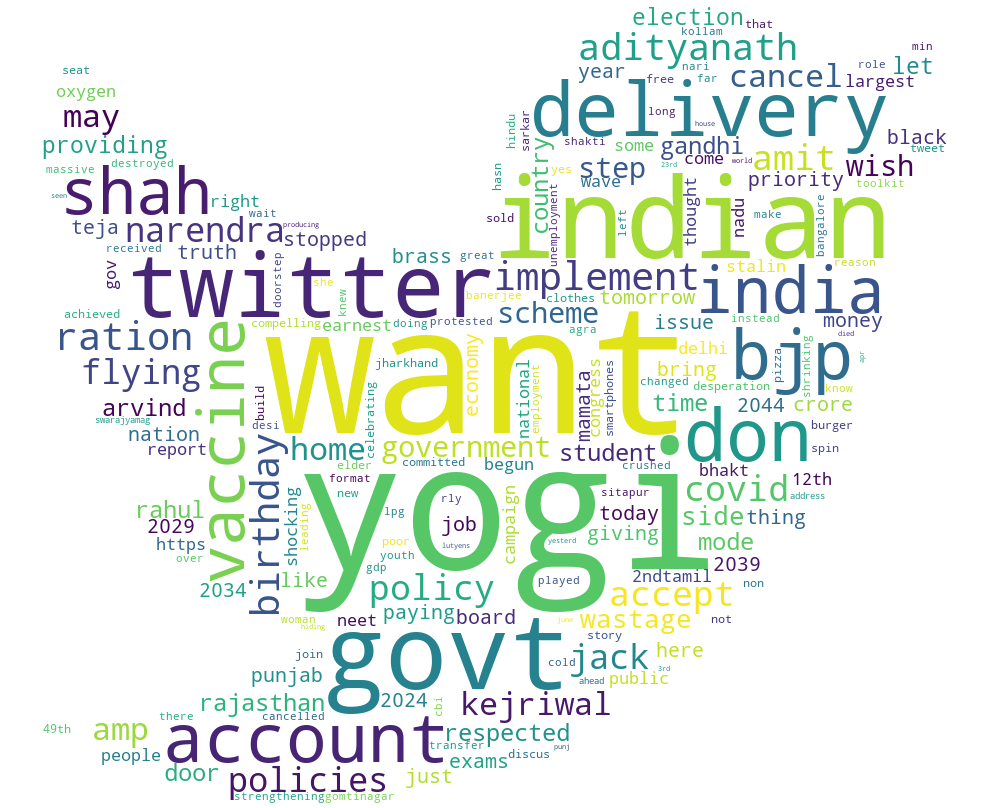 election
that
kollam
adityanath
min
seat
year
nari
role
let
oxygen
free
far
cancel
largest
may
delivery
long
house
black
providing
hindu
sarkar
shakti
some
gandhi
tweet
massive
destroyed
hasn
country
come
world
amit
wish
shah
yes
step
23rd
priority
toolkit
seen
right
wave
unemployment
thought
nadu
make
bangalore
wait
sold
left
indian
teja
narendra
producing
stopped
received
truth
brass
great
stalin
reason
gov
doorstep
she
twitter
implement
india
knew
banerjee
clothes
tomorrow
achieved
compelling
earnest
doing
protested
scheme
issue
instead
money
ration
agra
died
vaccine
want
delhi
bjp
apr
flying
economy
jharkhand
national
employment
mamata
congress
smartphones
bring
pizza
shrinking
build
changed
desperation
know
arvind
desi
celebrating
time
2044
crore
swarajyamag
nation
birthday
home
government
student
don
burger
report
spin
elder
committed
begun
crushed
bhakt
12th
format
sitapur
covid
address
rahul
shocking
leading
new
yogi
lpg
rly
campaign
today
side
thing
2029
job
giving
https
poor
lutyens
yesterd
mode
over
youth
2039
gdp
2ndtamil
2034
like
policy
played
non
accept
woman
paying
board
june
wastage
not
hiding
neet
story
govt
join
cold
jack
here
punjab
ahead
3rd
public
rajasthan
2024
cbi
kejriwal
49th
there
cancelled
amp
account
respected
people
transfer
punj
discus
door
exams
policies
just
strengthening
gomtinagar